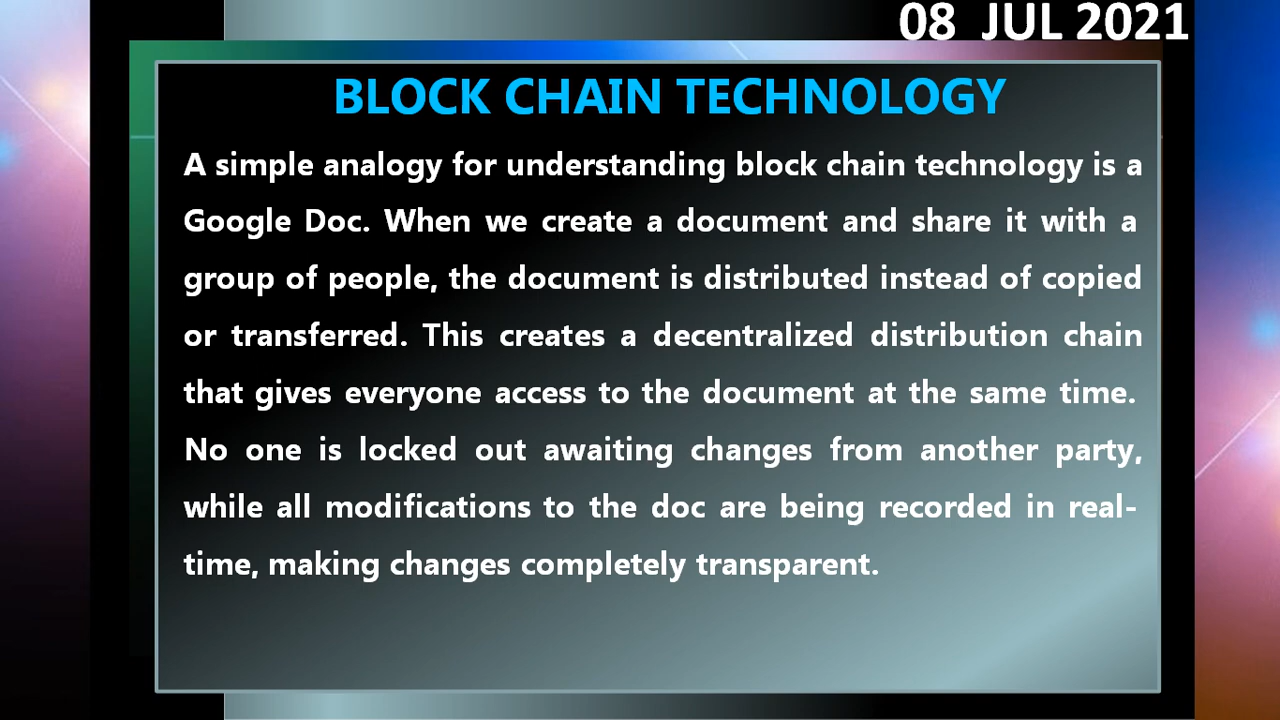 08 JUL 2021
BLOCK CHAIN TECHNOLOGY
A simple analogy for understanding block chain technology is a
Google Doc. When we create a document and share it with a
group of people, the document is distributed instead of copied
or transferred. This creates a decentralized distribution chain
that gives everyone access to the document at the same time.
No one is locked out awaiting changes from another party,
while all modifications to the doc are being recorded in real-
time, making changes completely transparent.